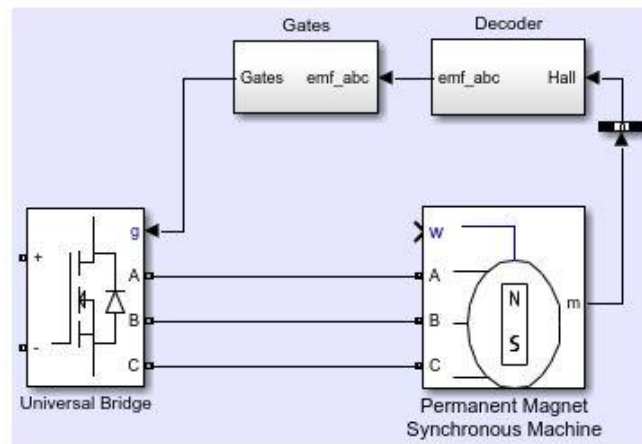 Gates
Decoder
Gates
emf_abc
emf_abc
Hall
g
+
A
B
-
C
Universal Bridge
w
A
N
m
B
S
C
Permanent Magnet
Synchronous Machine